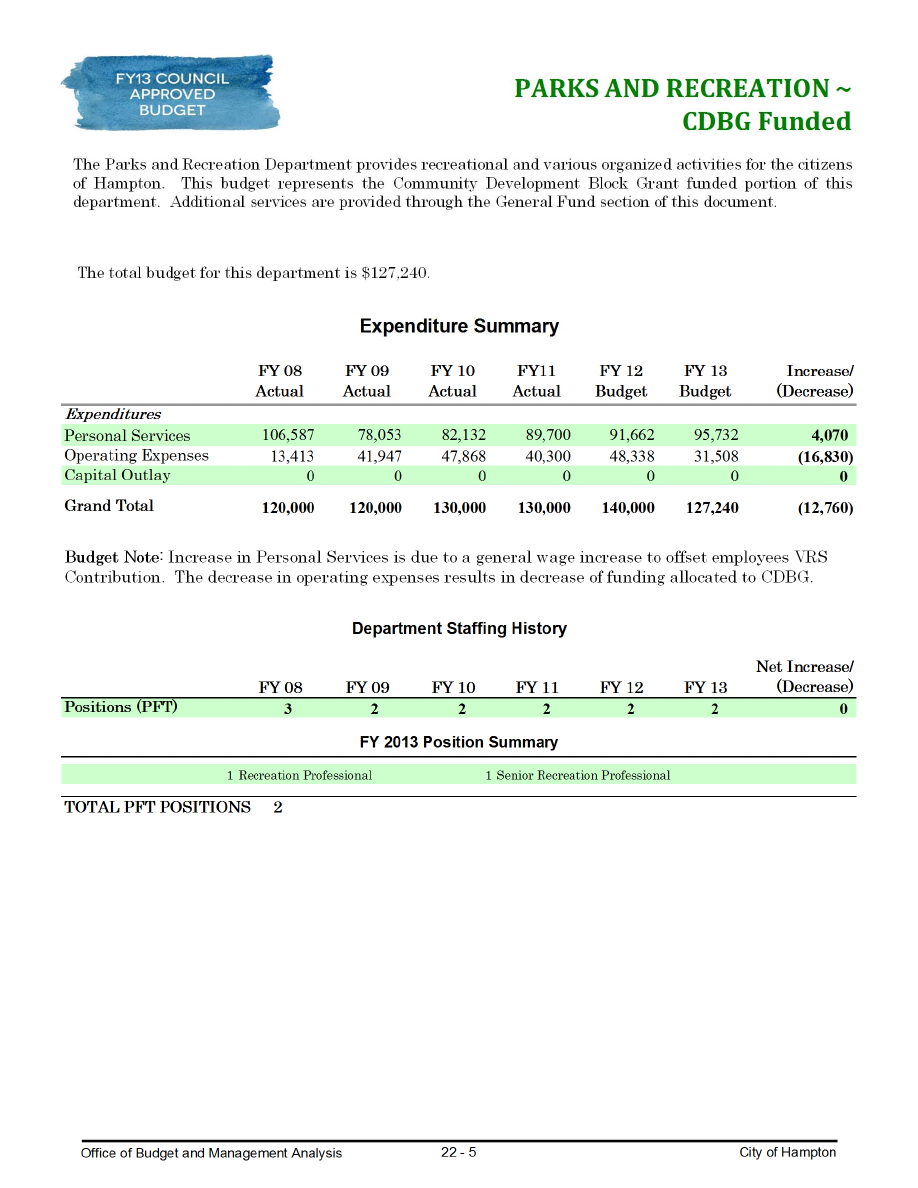 FY13 COUNCIL
APPROVED
BUDGET
PARKS AND RECREATION ~
CDBG Funded
The Parks and Recreation Department provides recreational and various organized activities for the citizens
of Hampton. This budget represents the Community Development Block Grant funded portion of this
department. Additional services are provided through the General Fund section of this document.
The total budget for this department is $127,240.
Expenditure Summary
FY 08 FY 09 FY 10 FY11 FY 12 FY 13 Increase/
Actual Actual Actual Actual Budget Budget (Decrease)
Expenditures
Personal Services 106,587 78,053 82,132 89,700 91,662 95,732 4,070
Operating Expenses 13,413 41,947 47,868 40,300 48,338 31,508 (16,830)
Capital Outlay 0 0 0 0 0 0 0
Grand Total 120,000 120,000 130,000 130,000 140,000 127,240 (12,760)
Budget Note: Increase in Personal Services is due to a general wage increase to offset employees VRS
Contribution. The decrease in operating expenses results in decrease of funding allocated to CDBG.
Department Staffing History
Net Increase/
FY 08 FY 09 FY 10 FY 11 FY 12 FY 13 (Decrease)
Positions (PFT) 3 2 2 2 2 2 0
FY 2013 Position Summary
1 Recreation Professional 1 Senior Recreation Professional
TOTAL PFT POSITIONS 2
Office of Budget and Management Analysis 22 - 5 City of Hampton